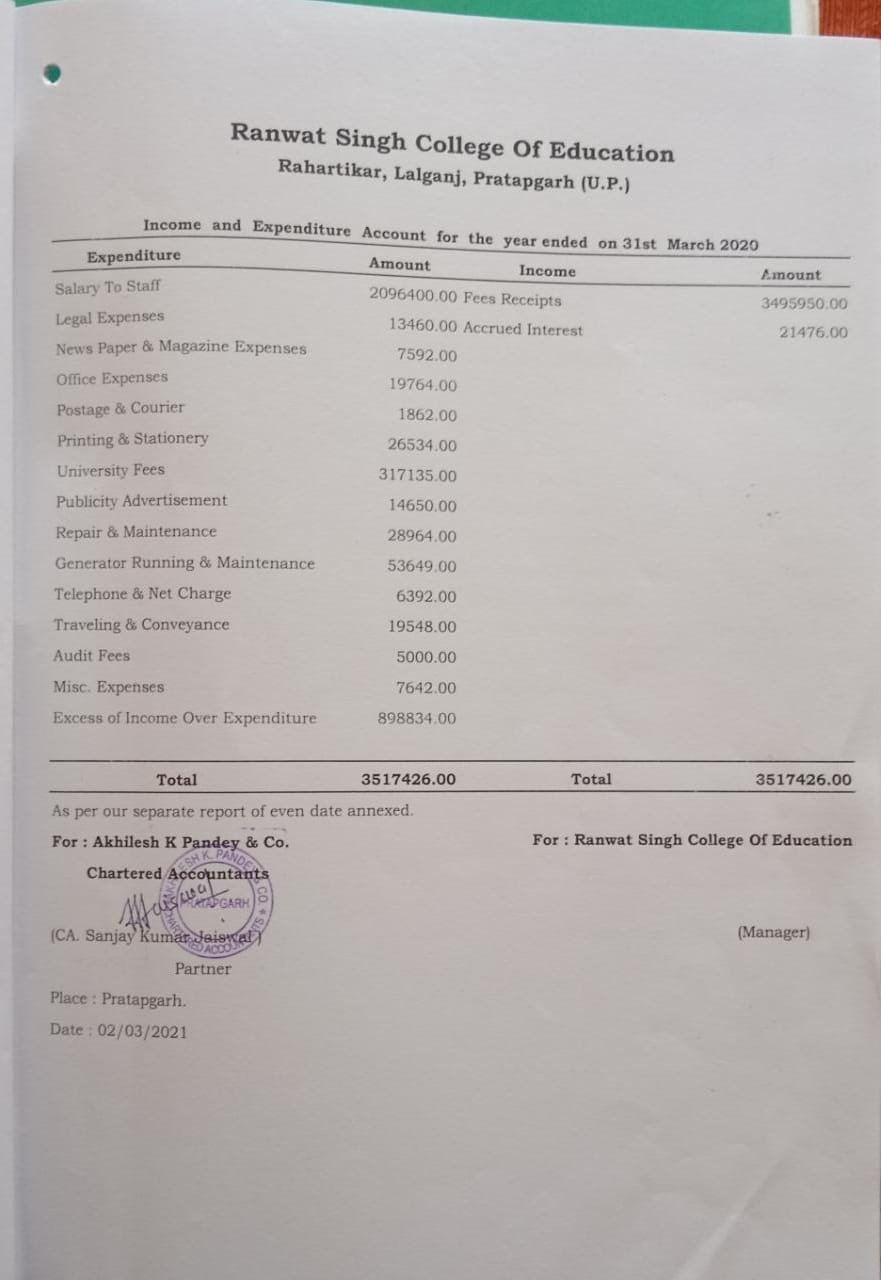 Ranwat Singh College Of Education
Rahartikar, Lalganj, Pratapgarh (U.P.)
Income and Expenditure Account for the year ended on 31st March 2020
Expenditure Amount Income Amount
Salary To Staff 2096400.00 Fees Receipts 3495950.00
Legal Expenses 13460.00 Accrued Interest 21476.00
News Paper & Magazine Expenses 7592.00
Office Expenses 19764.00
Postage & Courier 1862.00
Printing & Stationery 26534.00
University Fees 317135.00
Publicity Advertisement 14650.00
Repair & Maintenance 28964.00
Generator Running & Maintenance 53649.00
Telephone & Net Charge 6392.00
Traveling & Conveyance 19548.00
Audit Fees 5000.00
Misc. Expenses 7642.00
Excess of Income Over Expenditure 898834.00
Total 3517426.00 Total 3517426.00
As per our separate report of even date annexed.
For : Akhilesh K Pandey & Co. For : Ranwat Singh College Of Education
Chartered Accountants
PRATAPGARH
(CA. Sanjay Kumar Jaiswal ) (Manager)
Partner
Place : Pratapgarh.
Date : 02/03/2021